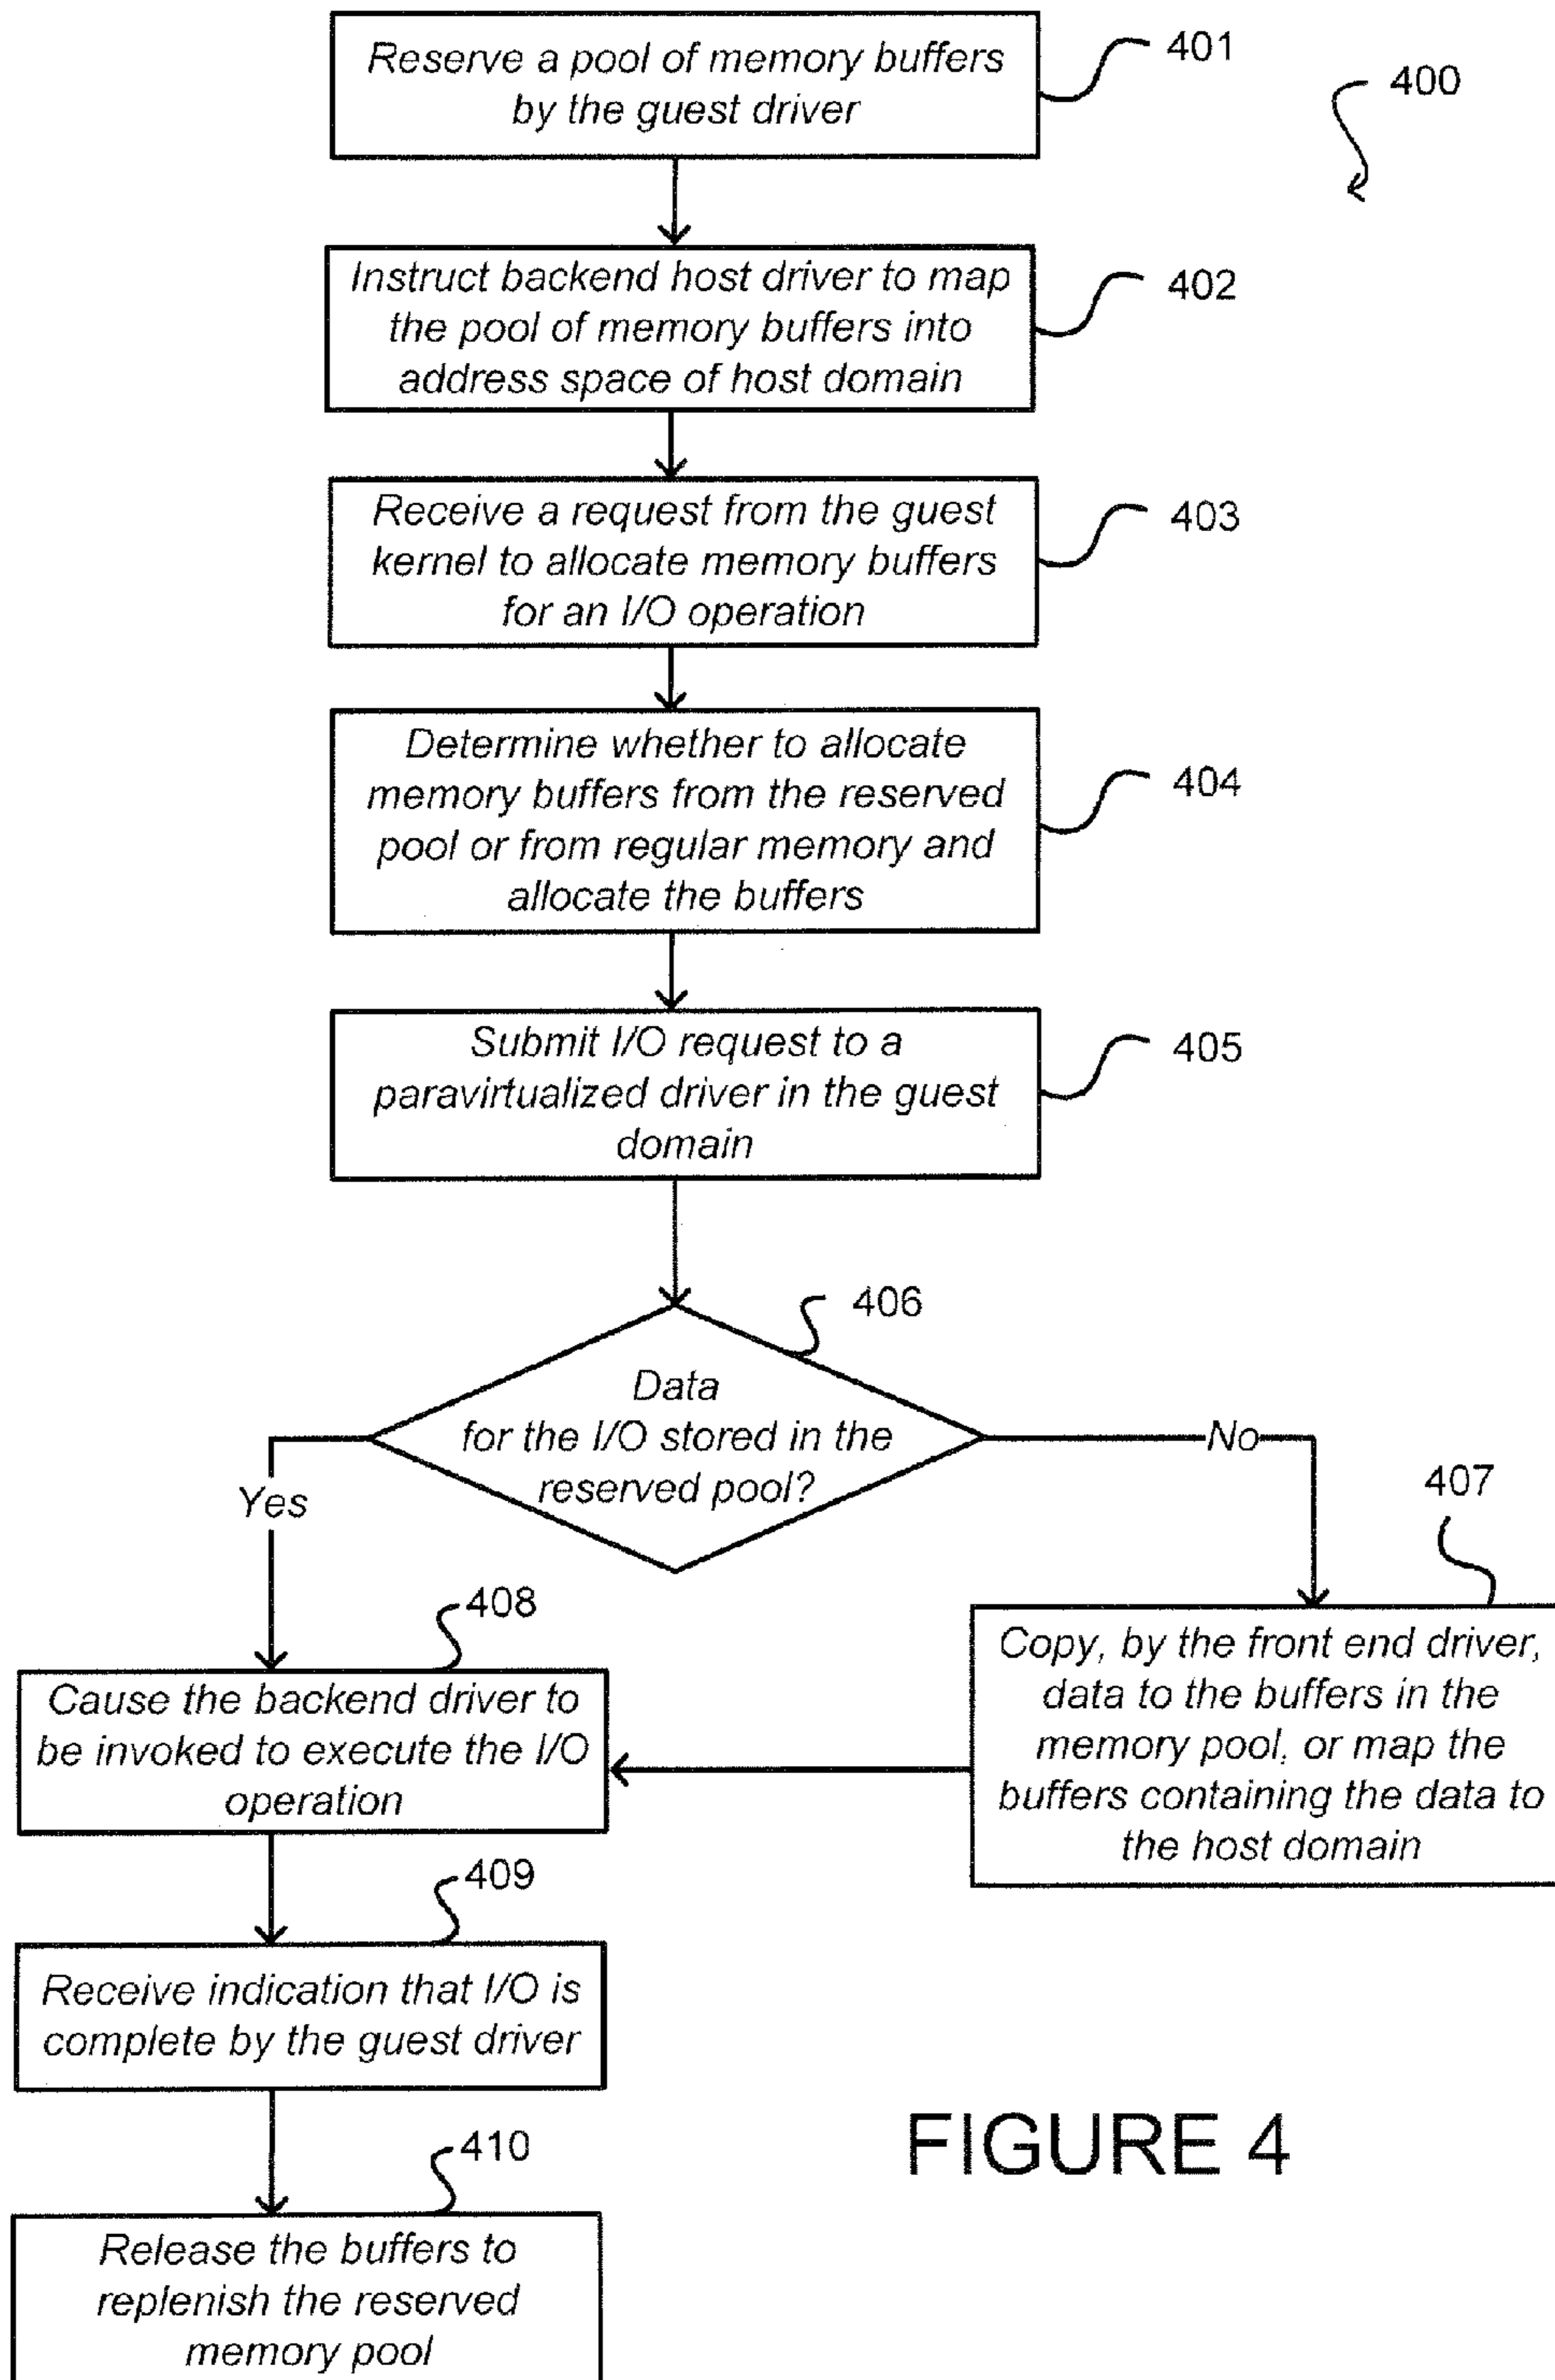 Reserve a pool of memory buffers
by the guest driver
401
400
Instruct backend host driver to map
the pool of memory buffers into
address space of host domain
402
Receive a request from the guest
kernel to allocate memory buffers
for an I/O operation
403
Determine whether to allocate
memory buffers from the reserved
pool or from regular memory and
allocate the buffers
404
Submit I/O request to a
paravirtualized driver in the guest
domain
405
406
Data
for the I/O stored in the
reserved pool?
No
Yes
407
408
Cause the backend driver to
be invoked to execute the I/O
operation
Copy, by the front end driver,
data to the buffers in the
memory pool, or map the
buffers containing the data to
the host domain
409
Receive indication that I/O is
complete by the guest driver
410
Release the buffers to
replenish the reserved
memory pool
FIGURE 4